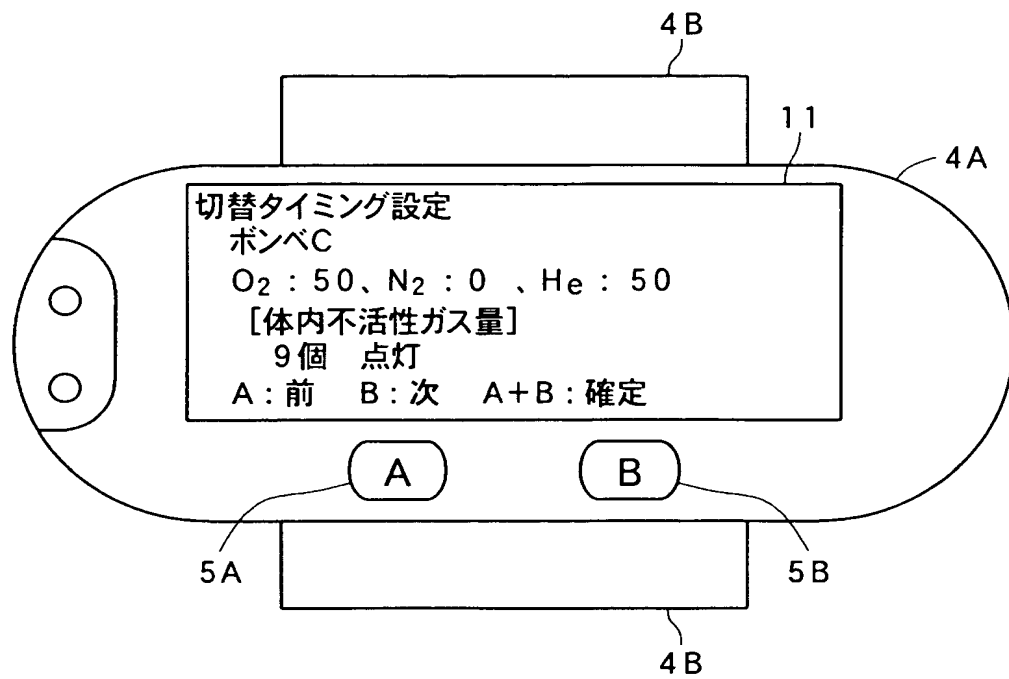 4B
11
4A
切替タイミング設定
ボンベC
O2:50、N2:0 、He:50
[体内不活性ガス量]
9個 点灯
A:前 B:次 A+B:確定
A
B
5A
5B
4B